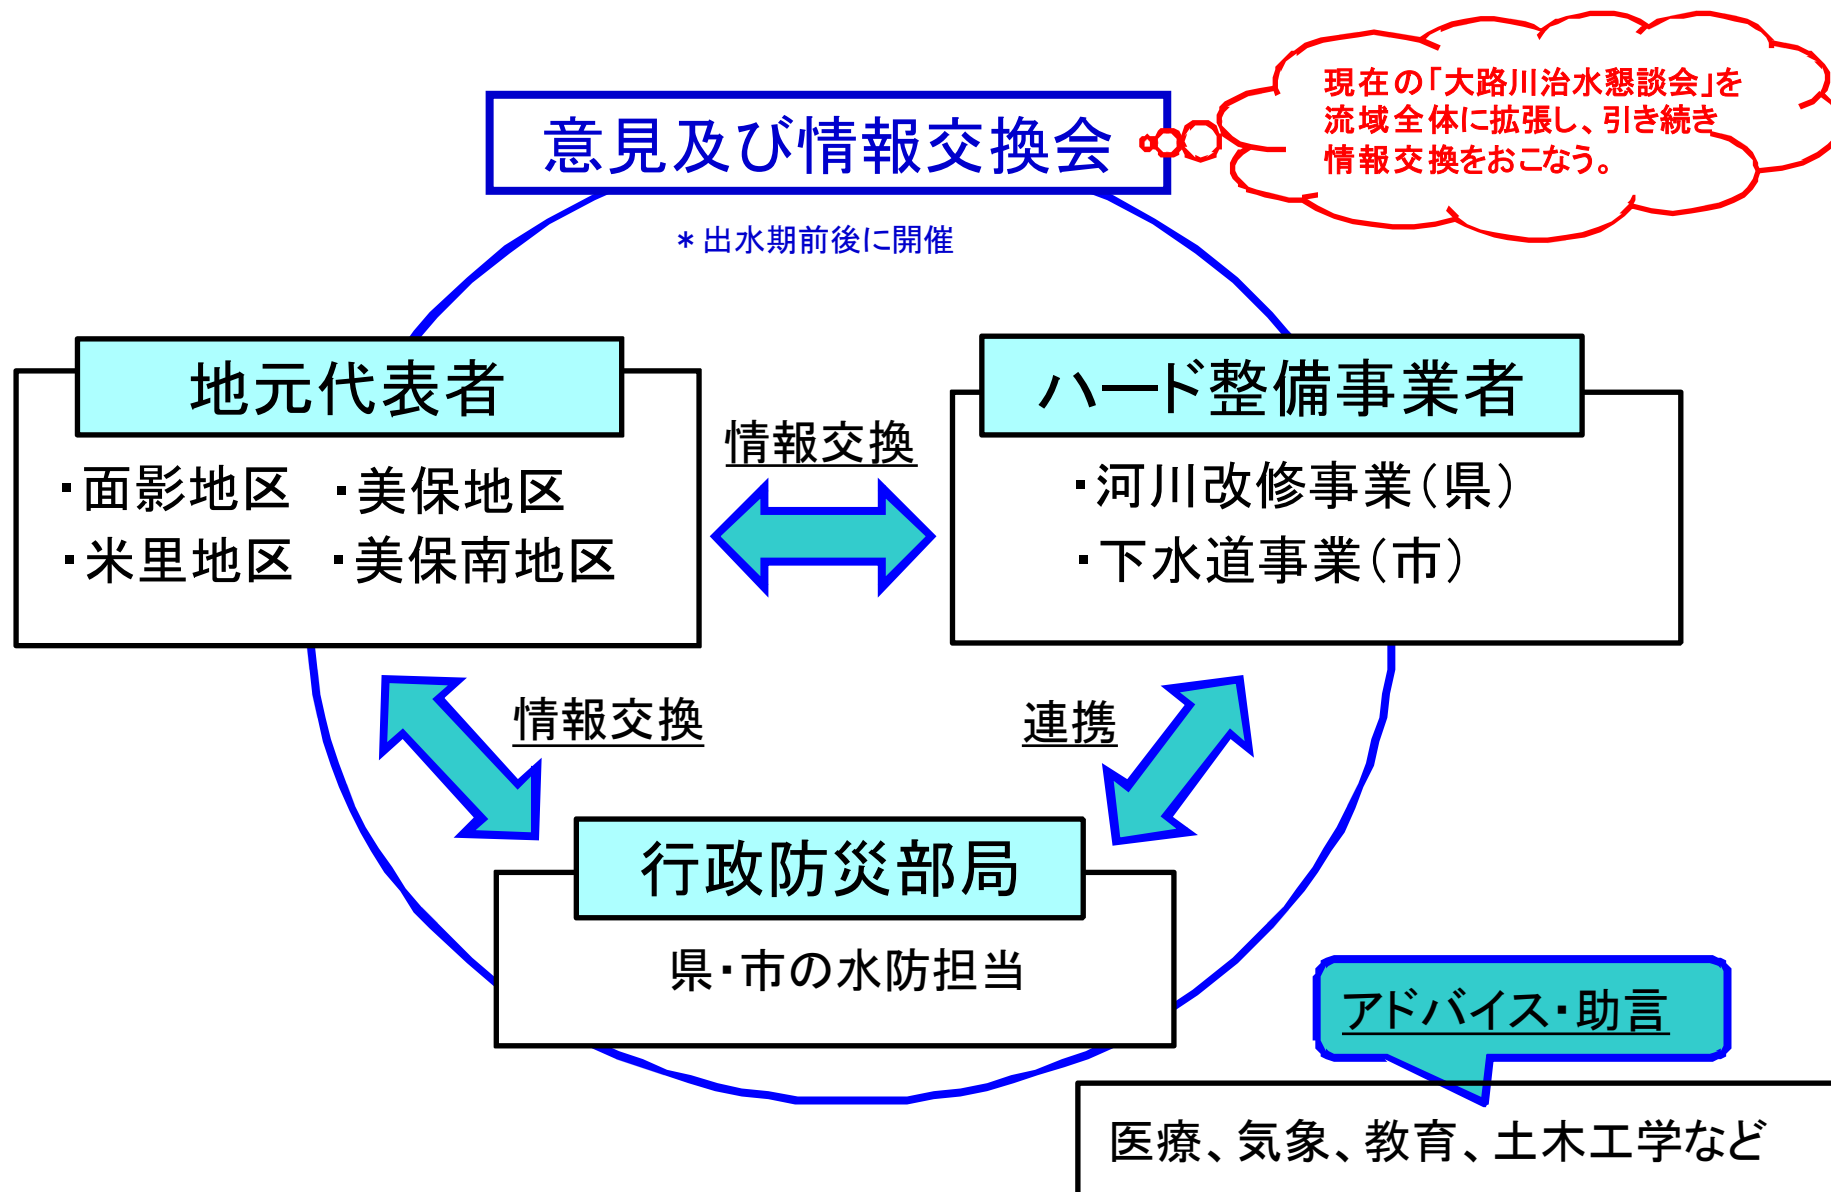 意見及び情報交換会
現在の「大路川治水懇談会」を
流域全体に拡張し、引き続き
情報交換をおこなう。
*出水期前後に開催
地元代表者
・面影地区 ・美保地区
・米里地区 ・美保南地区
情報交換
ハード整備事業者
・河川改修事業(県)
・下水道事業(市)
情報交換
連携
行政防災部局
県・市の水防担当
アドバイス・助言
医療、気象、教育、土木工学など